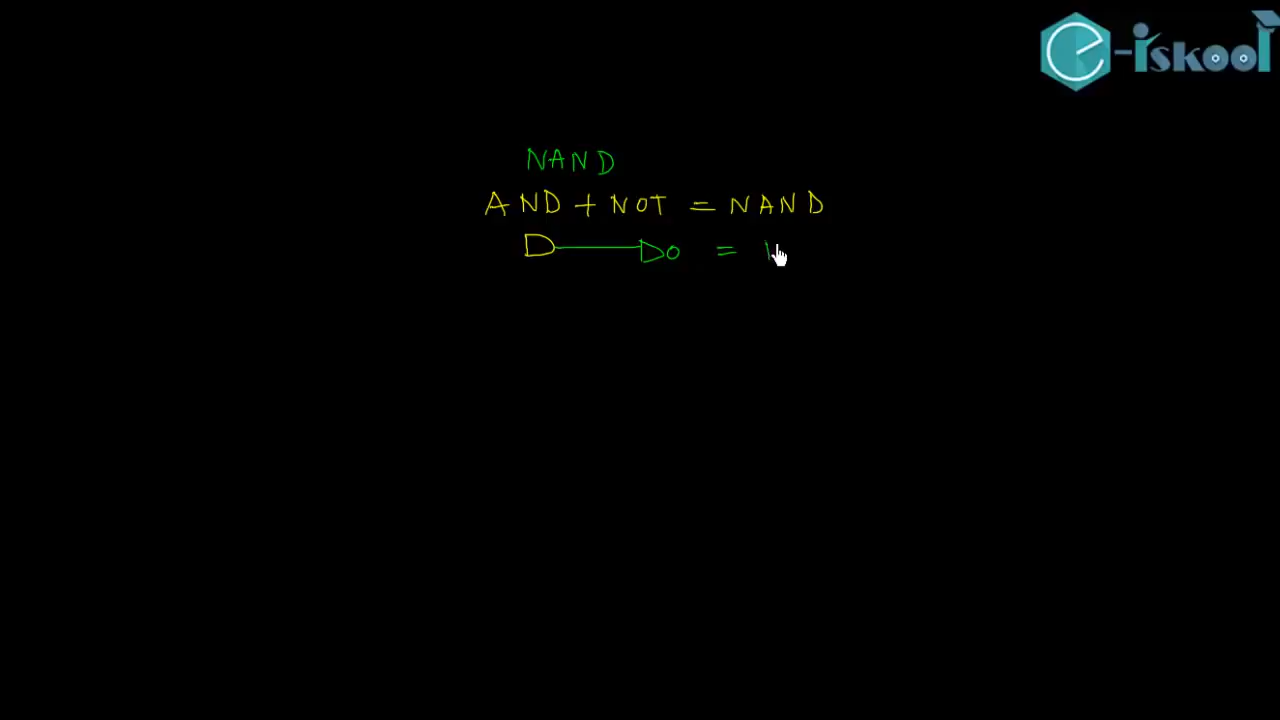 e-iskool
NAND
AND + NOT = NAND
=